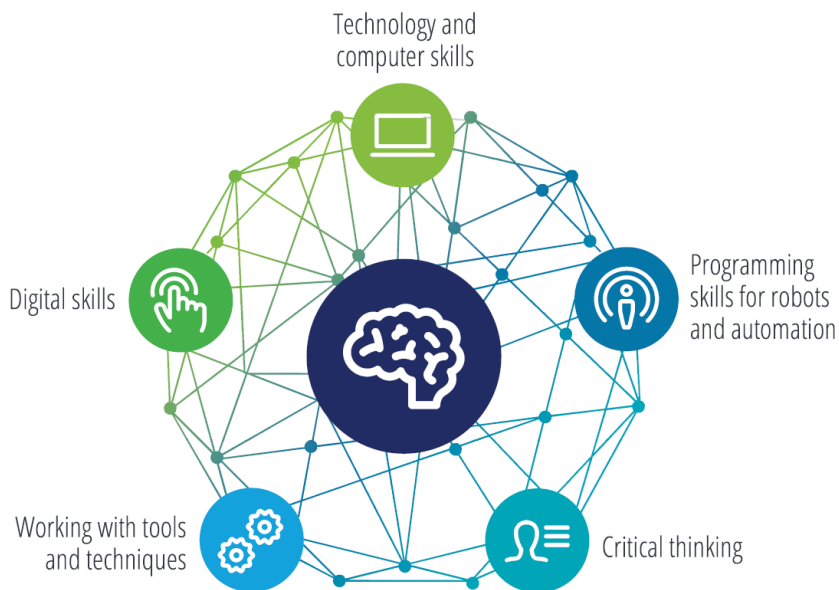 Technology and
computer skills
Digital skills
Programming
skills for robots
and automation
Working with tools
and techniques
Critical thinking